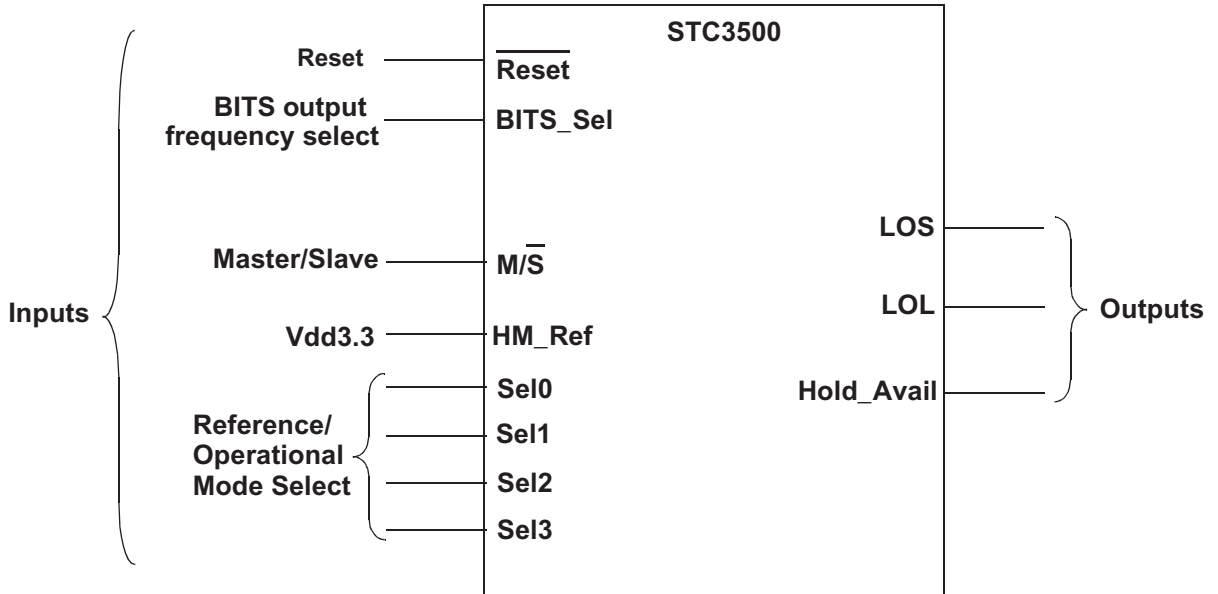 STC3500
Reset
Reset
BITS output
frequency select
BITS_Sel
LOS
Master/Slave
M/S
Inputs
LOL
Outputs
Vdd3.3
HM_Ref
Sel0
Hold_Avail
Reference/
Operational
Mode Select
Sel1
Sel2
Sel3